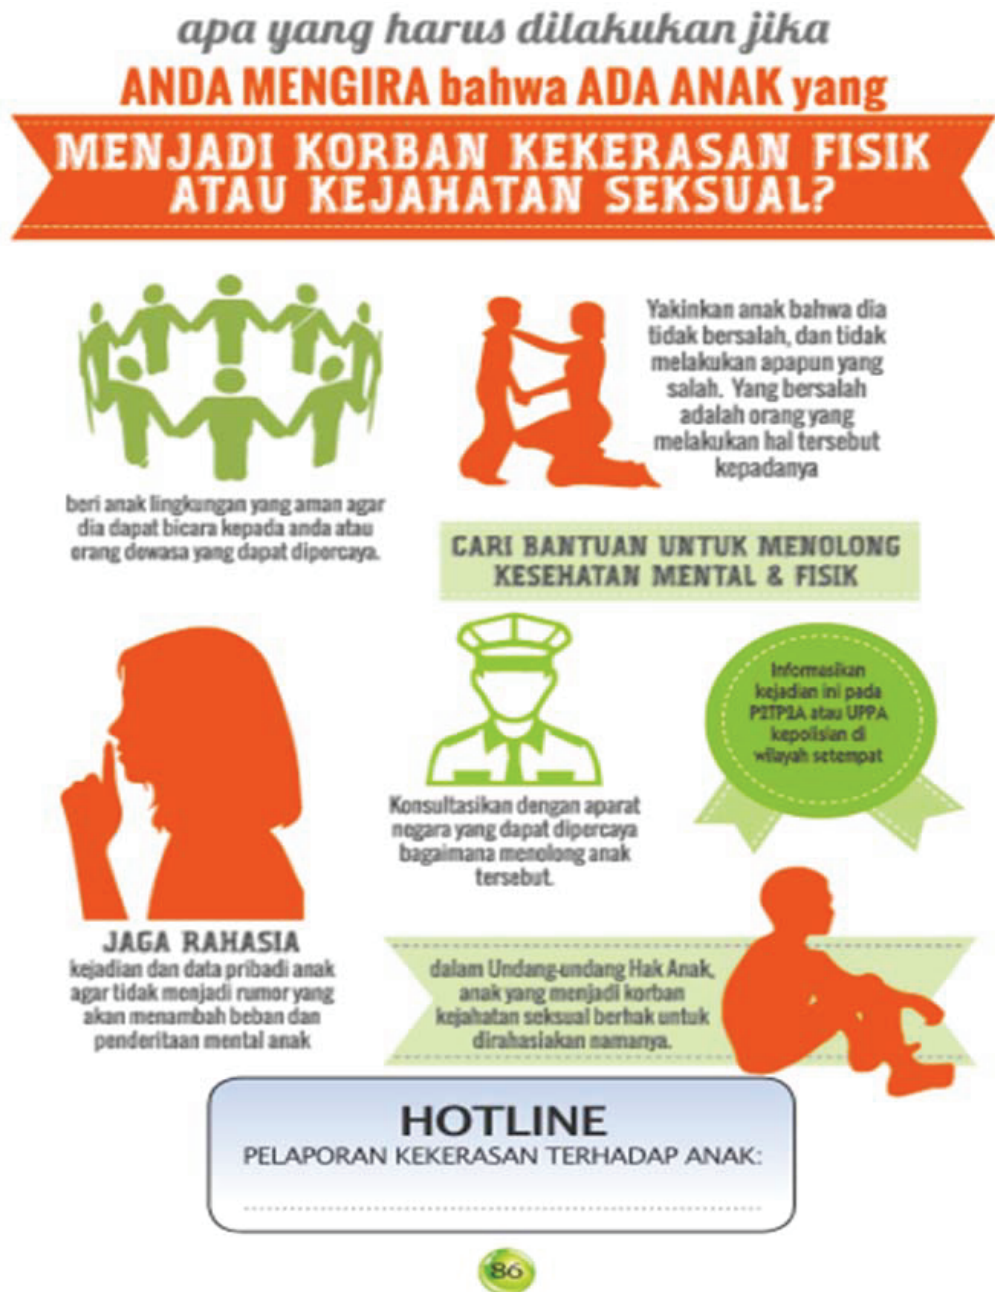 apa yang harus dilakukan jika
ANDA MENGIRA bahwa ADA ANAK yang
MENJADI KORBAN KEKERASAN FISIK
ATAU KEJAHATAN SEKSUAL?
beri anak lingkungan yang aman agar
dia dapat bicara kepada anda atau
orang dewasa yang dapat dipercaya.
Yakinkan anak bahwa dia
tidak bersalah, dan tidak
melakukan apapun yang
salah. Yang bersalah
adalah orang yang
melakukan hal tersebut
kepadanya
CARI BANTUAN UNTUK MENOLONG
KESEHATAN MENTAL & FISIK
JAGA RAHASIA
kejadian dan data pribadi anak
agar tidak menjadi rumor yang
akan menambah beban dan
penderitaan mental anak
Konsultasikan dengan aparat
negara yang dapat dipercaya
bagaimana menolong anak
tersebut.
Informasikan
kejadian ini pada
P2TP2A atau UPPA
kepolisian di
wilayah setempat
dalam Undang-undang Hak Anak,
anak yang menjadi korban
kejahatan seksual berhak untuk
dirahasiakan namanya.
HOTLINE
PELAPORAN KEKERASAN TERHADAP ANAK:
86